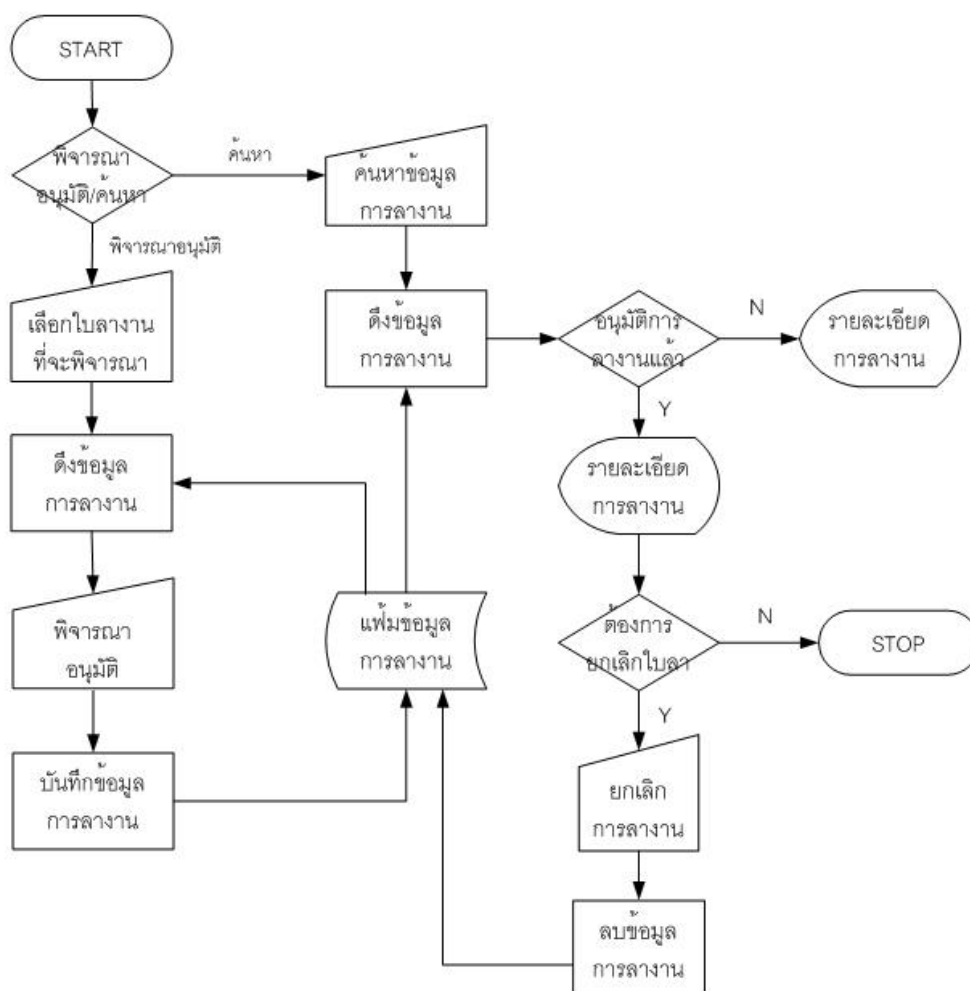 START
พิจารณา
อนุมัติ/ค้นหา
ค้นหา
ค้นหาข้อมูล
การลางาน
พิจารณาอนุมัติ
เลือกใบลางาน
ที่จะพิจารณา
ดึงข้อมูล
การลางาน
อนุมัติการ
ลางานแล้ว
N
รายละเอียด
การลางาน
Y
รายละเอียด
การลางาน
ดึงข้อมูล
การลางาน
พิจารณา
อนุมัติ
แฟ้มข้อมูล
การลางาน
ต้องการ
ยกเลิกใบลา
N
STOP
Y
บันทึกข้อมูล
การลางาน
ยกเลิก
การลางาน
ลบข้อมูล
การลางาน